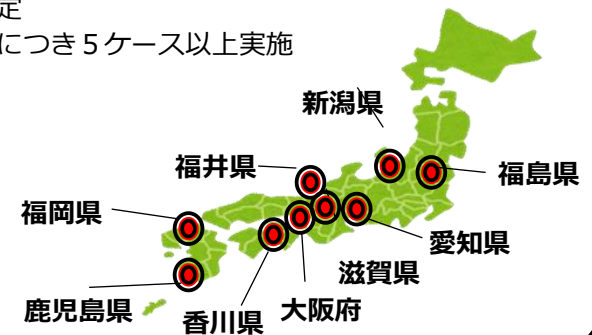 定
につき５ケース以上実施
新潟県
福井県
福島県
福岡県
愛知県
滋賀県
鹿児島県
香川県
大阪府